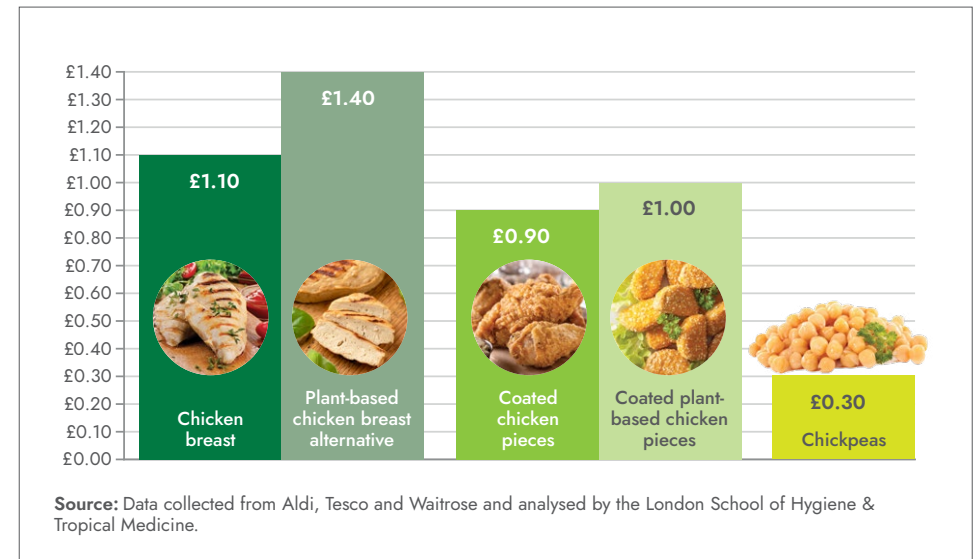 £1.40
£1.30
£1.20
£1.10
£1.00
£0.90
£0.80
£0.70
£0.60
£0.50
£0.40
£0.30
£0.20
£0.10
£0.00
£1.10
Chicken
breast
£1.40
Plant-based
chicken breast
alternative
£0.90
Coated
chicken
pieces
£1.00
Coated plant-
based chicken
pieces
£0.30
Chickpeas
Source: Data collected from Aldi, Tesco and Waitrose and analysed by the London School of Hygiene &
Tropical Medicine.